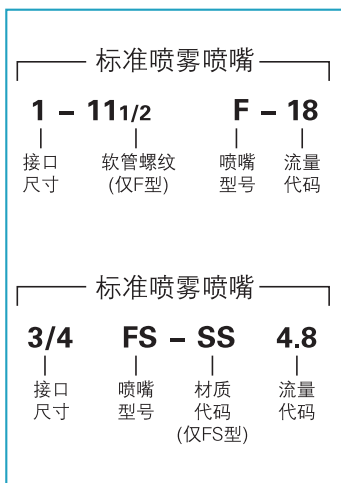 标准喷雾喷嘴
1 – 11 1/2 F – 18
接口 软管螺纹 喷嘴 流量
尺寸 (仅F型) 型号 代码
标准喷雾喷嘴
3/4 FS – SS 4.8
接口 喷嘴 材质 流量
尺寸 型号 代码 代码
(仅FS型)